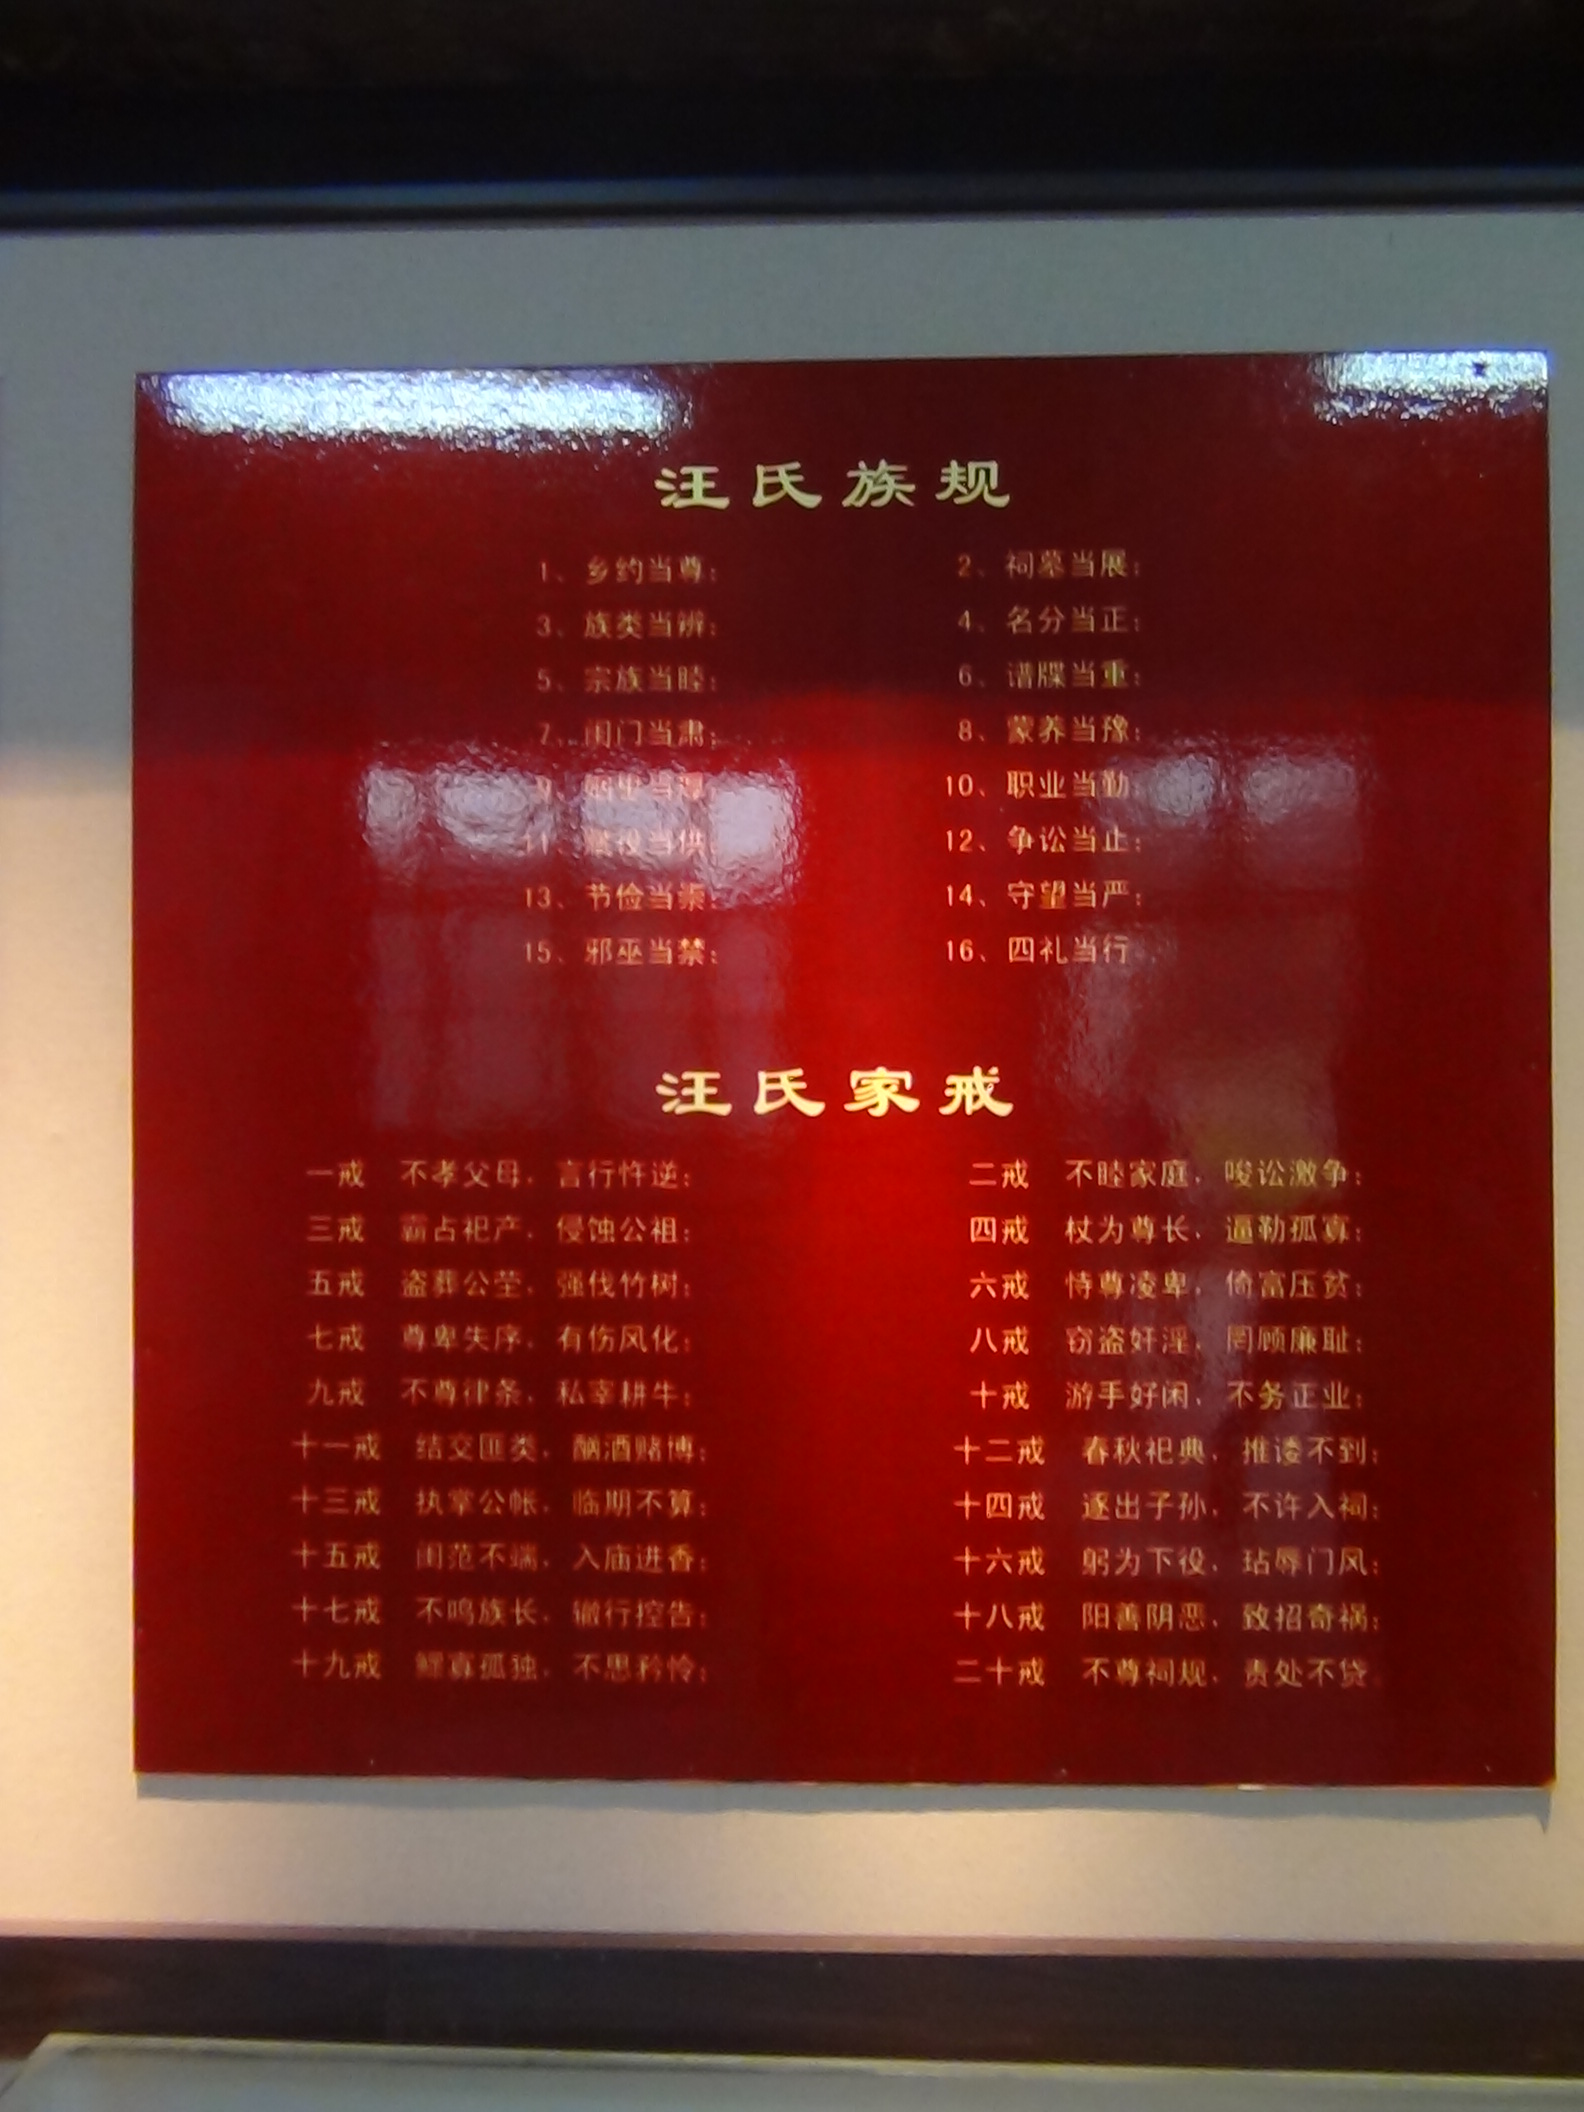 汪氏族规
1、乡约当尊； 2、祠墓当展；
3、族类当辨； 4、名分当正；
5、宗族当睦； 6、谱牒当重；
7、闺门当肃； 8、蒙养当豫；
9、当 10、职业当勤
11、役当供 12、争讼当止；
13、节俭当崇； 14、守望当严；
15、邪巫当禁； 16、四礼当行
汪氏家戒
一戒 不孝父母，言行忤逆； 二戒 不睦家庭，唆讼激争；
三戒 霸占祀产，侵蚀公祖； 四戒 杖为尊长，逼勒孤寡；
五戒 盗葬公茔，强伐竹树； 六戒 恃尊凌卑，倚富压贫；
七戒 尊卑失序，有伤风化； 八戒 窃盗奸淫，罔顾廉耻；
九戒 不尊律条，私宰耕牛； 十戒 游手好闲，不务正业；
十一戒 结交匪类，酗酒赌博； 十二戒 春秋祀典，推诿不到；
十三戒 执掌公帐，临期不算； 十四戒 逐出子孙，不许入祠；
十五戒 闺范不端，入庙进香； 十六戒 躬为下役，玷辱门风；
十七戒 不鸣族长，辙行控告； 十八戒 阳善阴恶，致招奇祸；
十九戒 鳏寡孤独，不思矜怜； 二十戒 不尊祠规，责处不贷